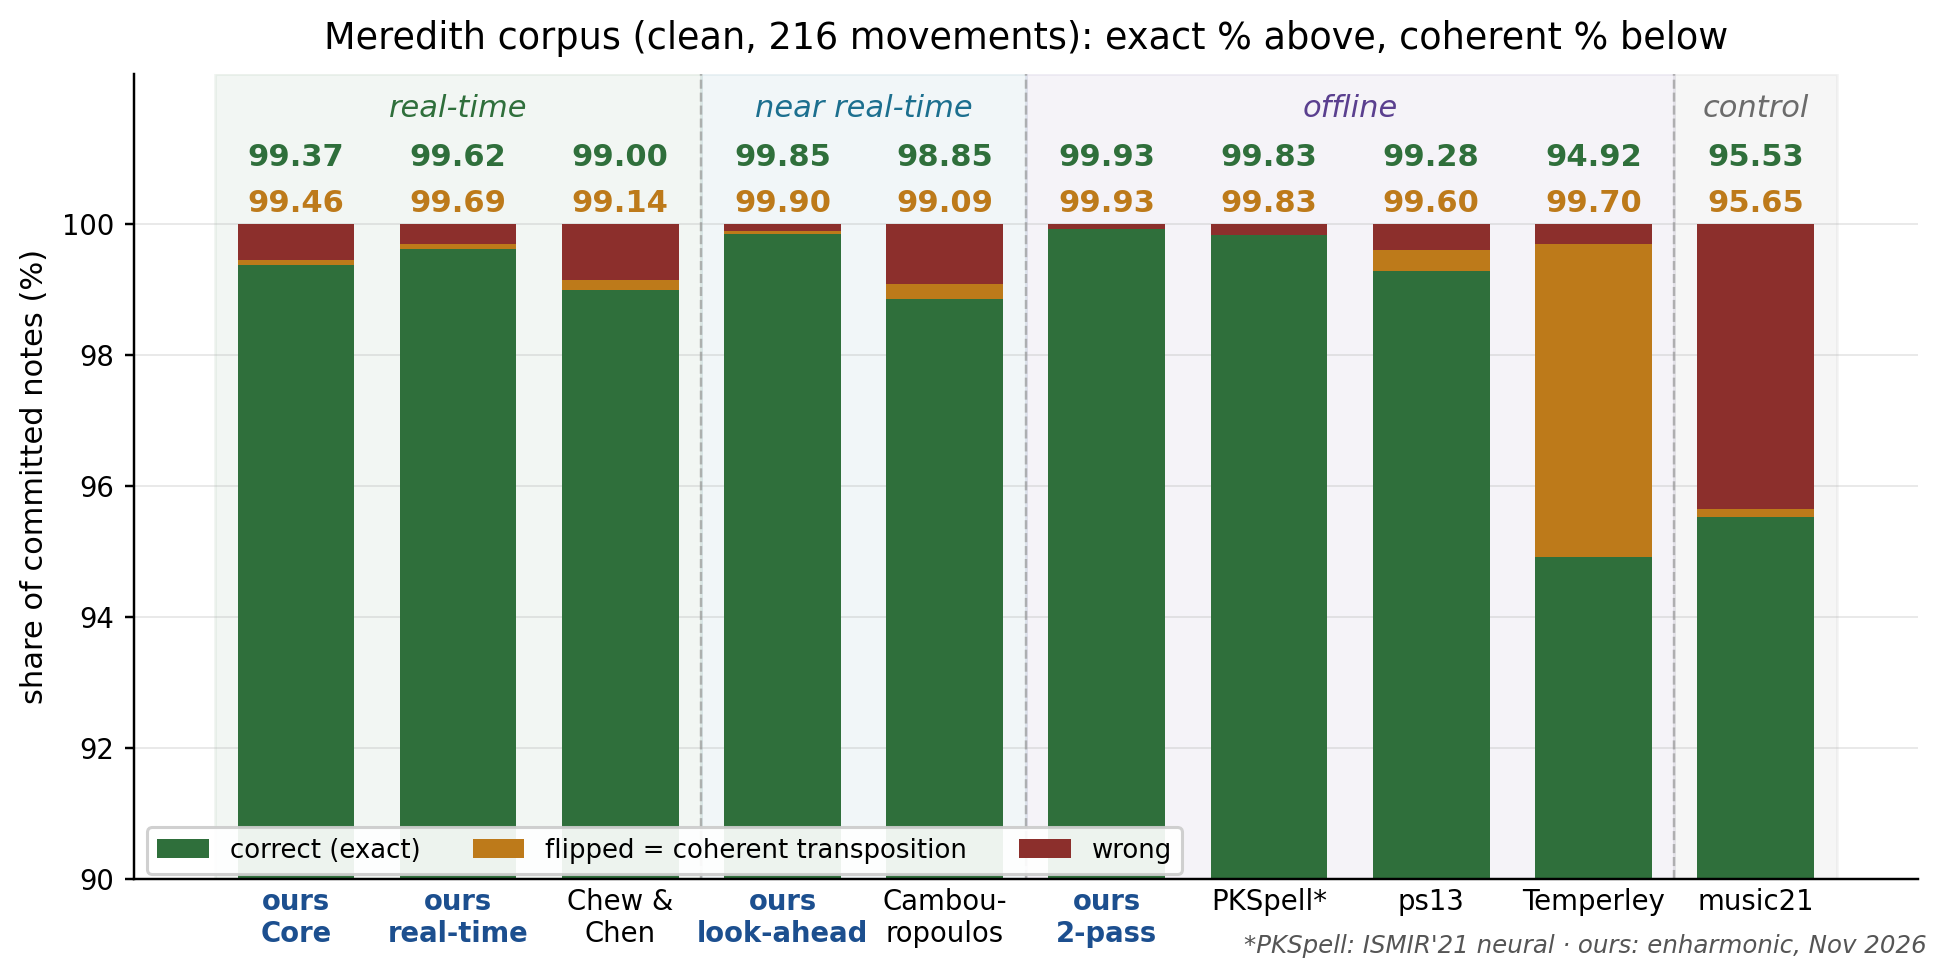 Meredith corpus (clean, 216 movements): exact % above, coherent % below
real-time near real-time offline control
99.37 99.62 99.00 99.85 98.85 99.93 99.83 99.28 94.92 95.53
99.46 99.69 99.14 99.90 99.09 99.93 99.83 99.60 99.70 95.65
share of committed notes (%)
100
98
96
94
92
90
correct (exact) flipped = coherent transposition wrong
ours Core
ours real-time
Chew & Chen
ours look-ahead
Cambou-
ropoulos
ours 2-pass
PKSpell*
ps13
Temperley
music21
*PKSpell: ISMIR'21 neural · ours: enharmonic, Nov 2026